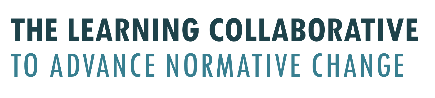 THE LEARNING COLLABORATIVE
TO ADVANCE NORMATIVE CHANGE